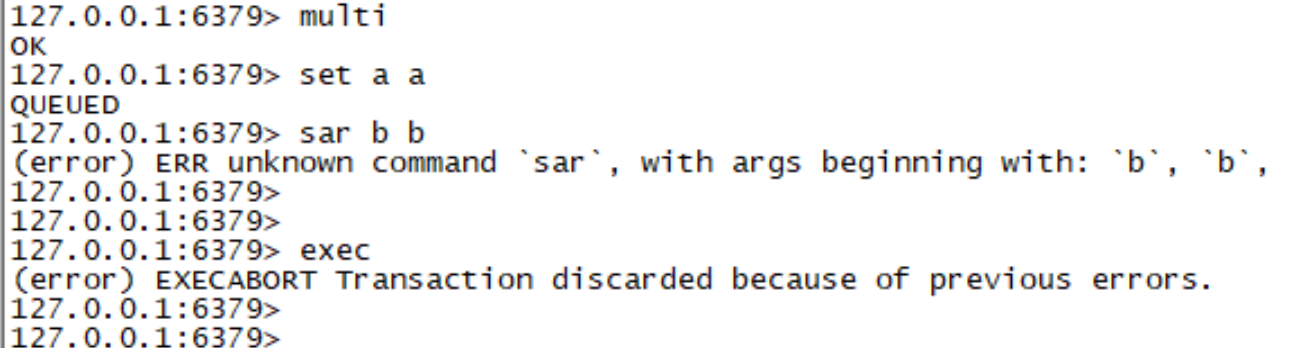 127.0.0.1:6379> multi
OK
127.0.0.1:6379> set a a
QUEUED
127.0.0.1:6379> sar b b
(error) ERR unknown command `sar`, with args beginning with: `b`, `b`,
127.0.0.1:6379>
127.0.0.1:6379>
127.0.0.1:6379> exec
(error) EXECABORT Transaction discarded because of previous errors.
127.0.0.1:6379>
127.0.0.1:6379>